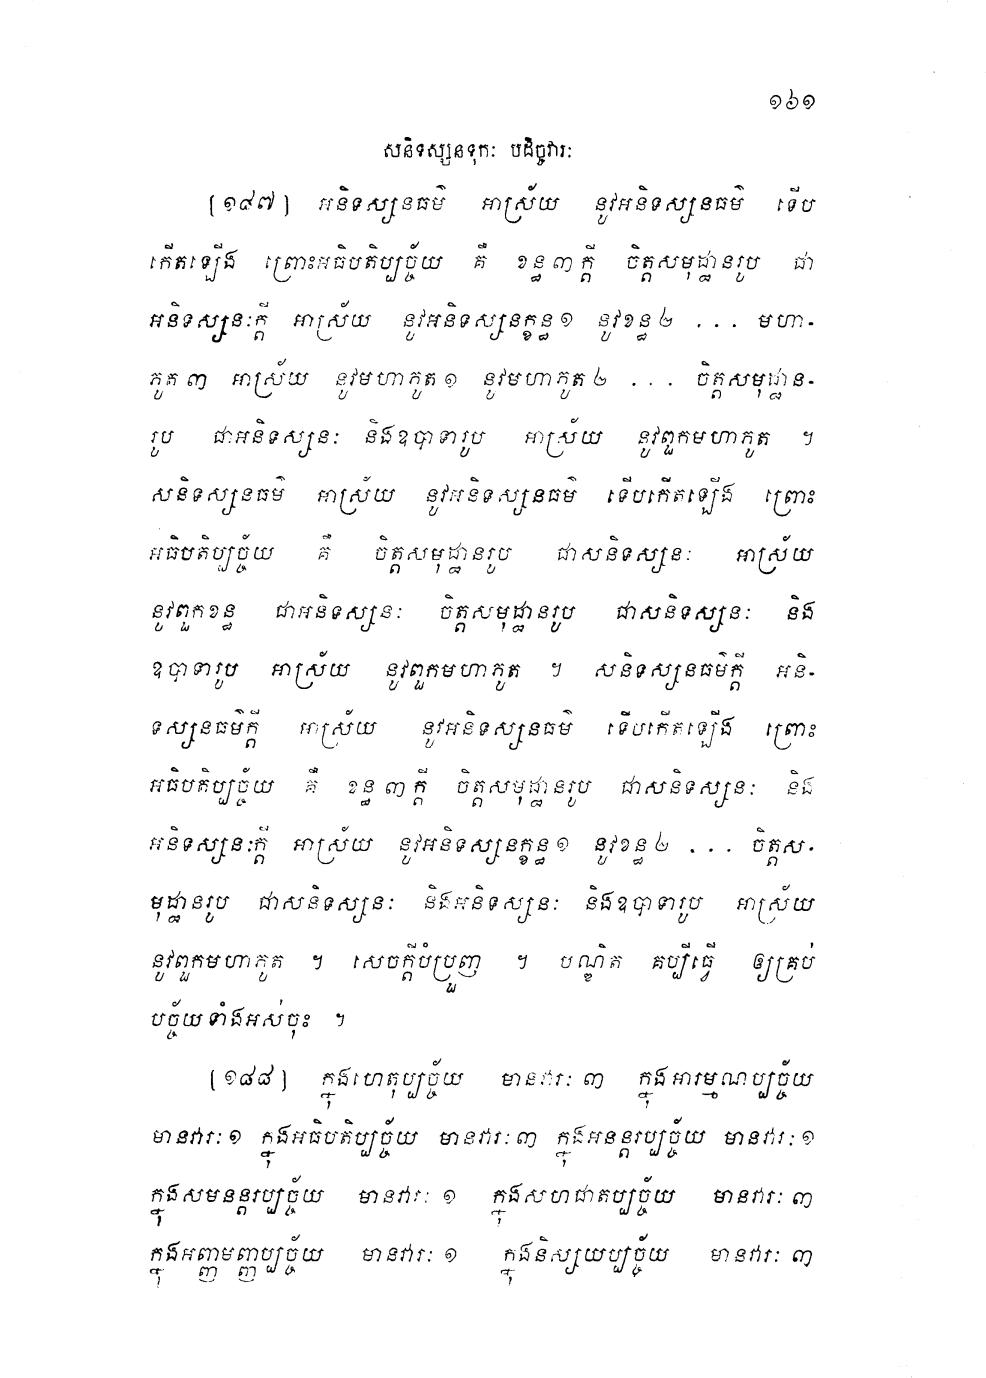 ១៦១
សនិទស្សនទុកៈ បដិច្ចវារៈ
[១៨៧] អនិទស្សនធម៌ អាស្រ័យ នូវអនិទស្សនធម៌ ទើប
កើតឡើង ព្រោះអធិបតិប្បច្ច័យ គឺ ខន្ធ ៣ ក្តី ចិត្តសមុដ្ឋានរូប ជា
អនិទស្សនៈក្តី អាស្រ័យ នូវអនិទស្សនក្ខន្ធ ១ នូវខន្ធ ២ ... មហា-
ភូត ៣ អាស្រ័យ នូវមហាភូត ១ នូវមហាភូត ២ ... ចិត្តសមុដ្ឋាន-
រូប ជាអនិទស្សនៈ និងឧបាទារូប អាស្រ័យ នូវពួកមហាភូត ។
សនិទស្សនធម៌ អាស្រ័យ នូវអនិទស្សនធម៌ ទើបកើតឡើង ព្រោះ
អធិបតិប្បច្ច័យ គឺ ចិត្តសមុដ្ឋានរូប ជាសនិទស្សនៈ អាស្រ័យ
នូវពួកខន្ធ ជាអនិទស្សនៈ ចិត្តសមុដ្ឋានរូប ជាសនិទស្សនៈ និង
ឧបាទារូប អាស្រ័យ នូវពួកមហាភូត ។ សនិទស្សនធម៌ក្តី អនិ-
ទស្សនធម៌ក្តី អាស្រ័យ នូវអនិទស្សនធម៌ ទើបកើតឡើង ព្រោះ
អធិបតិប្បច្ច័យ គឺ ខន្ធ ៣ ក្តី ចិត្តសមុដ្ឋានរូប ជាសនិទស្សនៈ និង
អនិទស្សនៈក្តី អាស្រ័យ នូវអនិទស្សនក្ខន្ធ ១ នូវខន្ធ ២ ... ចិត្តស-
មុដ្ឋានរូប ជាសនិទស្សនៈ និងអនិទស្សនៈ និងឧបាទារូប អាស្រ័យ
នូវពួកមហាភូត ។ សេចក្តីបំប្រួញ ។ បណ្ឌិត គប្បីធ្វើ ឲ្យគ្រប់
បច្ច័យទាំងអស់ចុះ ។
[១៨៨] ក្នុងហេតុប្បច្ច័យ មានវារៈ ៣ ក្នុងអារម្មណប្បច្ច័យ
មានវារៈ ១ ក្នុងអធិបតិប្បច្ច័យ មានវារៈ ៣ ក្នុងអនន្តរប្បច្ច័យ មានវារៈ ១
ក្នុងសមនន្តរប្បច្ច័យ មានវារៈ ១ ក្នុងសហជាតប្បច្ច័យ មានវារៈ ៣
ក្នុងអញ្ញមញ្ញប្បច្ច័យ មានវារៈ ១ ក្នុងនិស្សយប្បច្ច័យ មានវារៈ ៣